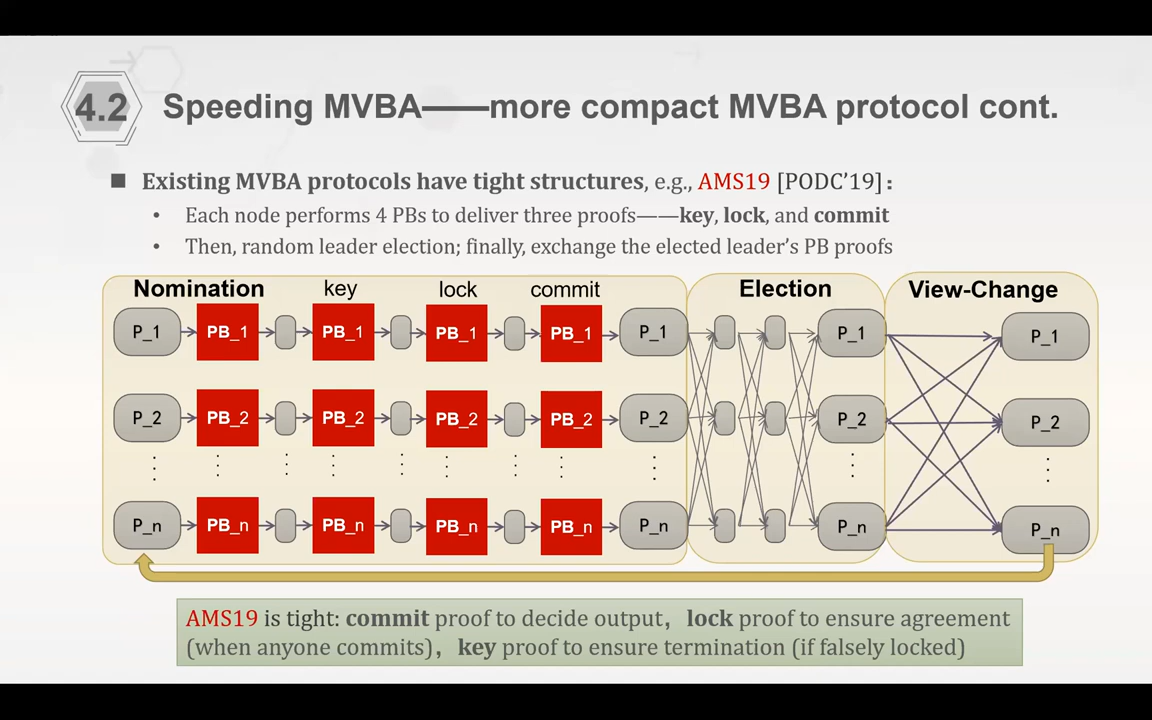 4.2
Speeding MVBA——more compact MVBA protocol cont.
■ Existing MVBA protocols have tight structures, e.g., AMS19 [PODC’19]：
• Each node performs 4 PBs to deliver three proofs——key, lock, and commit
• Then, random leader election; finally, exchange the elected leader’s PB proofs
Nomination key lock commit Election View-Change
P_1 PB_1 PB_1 PB_1 PB_1 P_1 P_1 P_1
P_2 PB_2 PB_2 PB_2 PB_2 P_2 P_2 P_2
P_n PB_n PB_n PB_n PB_n P_n P_n P_n
AMS19 is tight: commit proof to decide output，lock proof to ensure agreement
(when anyone commits)，key proof to ensure termination (if falsely locked)